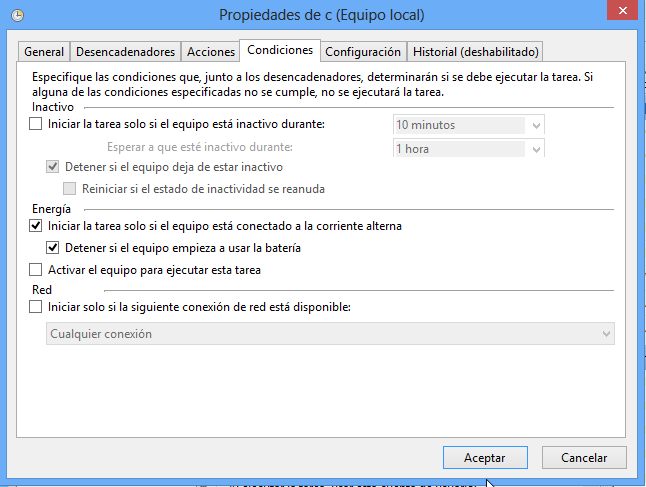 Propiedades de c (Equipo local)
General Desencadenadores Acciones Condiciones Configuración Historial (deshabilitado)
Especifique las condiciones que, junto a los desencadenadores, determinarán si se debe ejecutar la tarea. Si
alguna de las condiciones especificadas no se cumple, no se ejecutará la tarea.
Inactivo
Iniciar la tarea solo si el equipo está inactivo durante: 10 minutos
Esperar a que esté inactivo durante: 1 hora
Detener si el equipo deja de estar inactivo
Reiniciar si el estado de inactividad se reanuda
Energía
Iniciar la tarea solo si el equipo está conectado a la corriente alterna
Detener si el equipo empieza a usar la batería
Activar el equipo para ejecutar esta tarea
Red
Iniciar solo si la siguiente conexión de red está disponible:
Cualquier conexión
Aceptar Cancelar